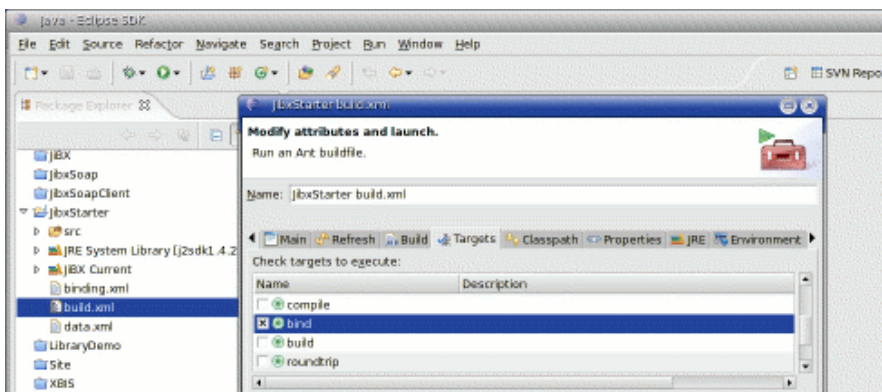 Java - Eclipse SDK
File Edit Source Refactor Navigate Search Project Run Window Help
SVN Repo
Package Explorer
JiBX
JibxSoap
JibxSoapClient
JibxStarter
src
JRE System Library [j2sdk1.4.2
JiBX Current
binding.xml
build.xml
data.xml
LibraryDemo
Site
XBIS
JibxStarter build.xml
Modify attributes and launch.
Run an Ant buildfile.
Name: JibxStarter build.xml
Main Refresh Build Targets Classpath Properties JRE Environment
Check targets to execute:
Name Description
compile
bind
build
roundtrip